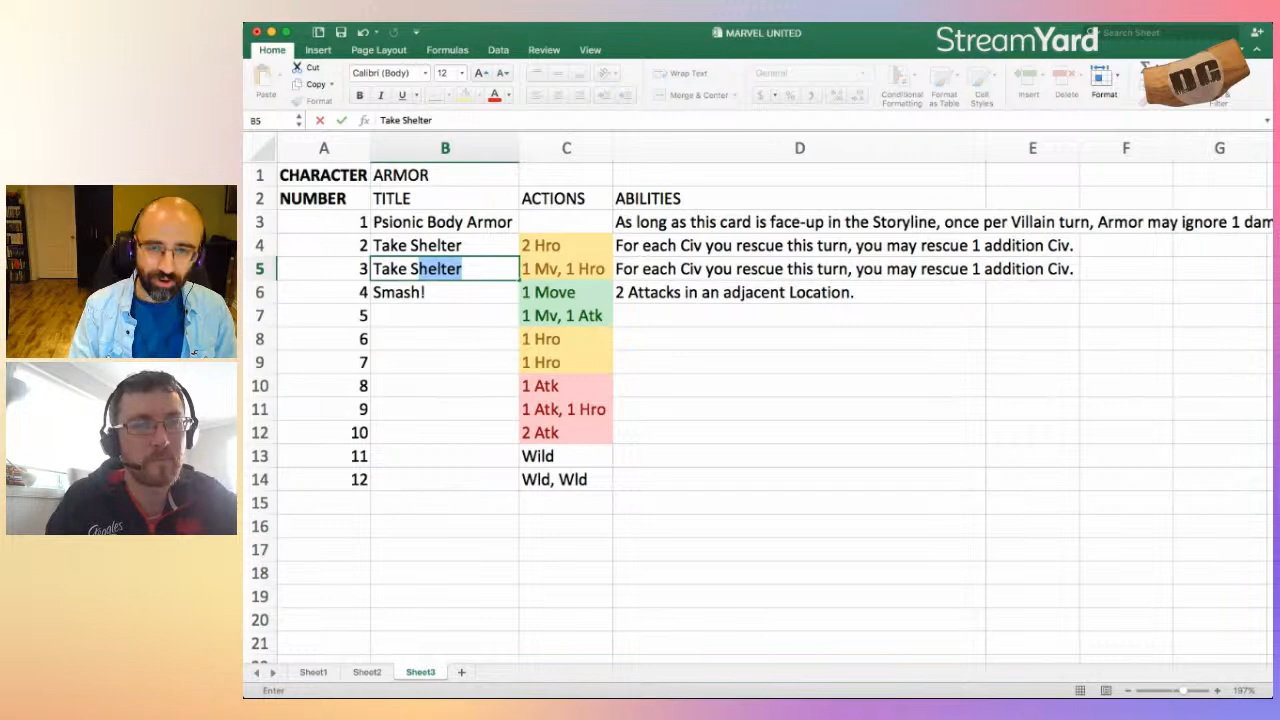 MARVEL UNITED
StreamYard
Search Sheet
DG
Home Insert Page Layout Formulas Data Review View
Cut
Copy
Format
Paste
Calibri (Body) 12
Wrap Text
Merge & Center
General
Conditional Formatting
Format as Table
Cell Styles
Insert
Delete
Format
Filter
B5 fx Take Shelter
A B C D E F G
1 CHARACTER ARMOR
2 NUMBER TITLE ACTIONS ABILITIES
3 1 Psionic Body Armor As long as this card is face-up in the Storyline, once per Villain turn, Armor may ignore 1 dam
4 2 Take Shelter 2 Hro For each Civ you rescue this turn, you may rescue 1 addition Civ.
5 3 Take Shelter 1 Mv, 1 Hro For each Civ you rescue this turn, you may rescue 1 addition Civ.
6 4 Smash! 1 Move 2 Attacks in an adjacent Location.
7 5 1 Mv, 1 Atk
8 6 1 Hro
9 7 1 Hro
10 8 1 Atk
11 9 1 Atk, 1 Hro
12 10 2 Atk
13 11 Wild
14 12 Wld, Wld
15
16
17
18
19
20
21
Sheet1 Sheet2 Sheet3 +
Enter
197%